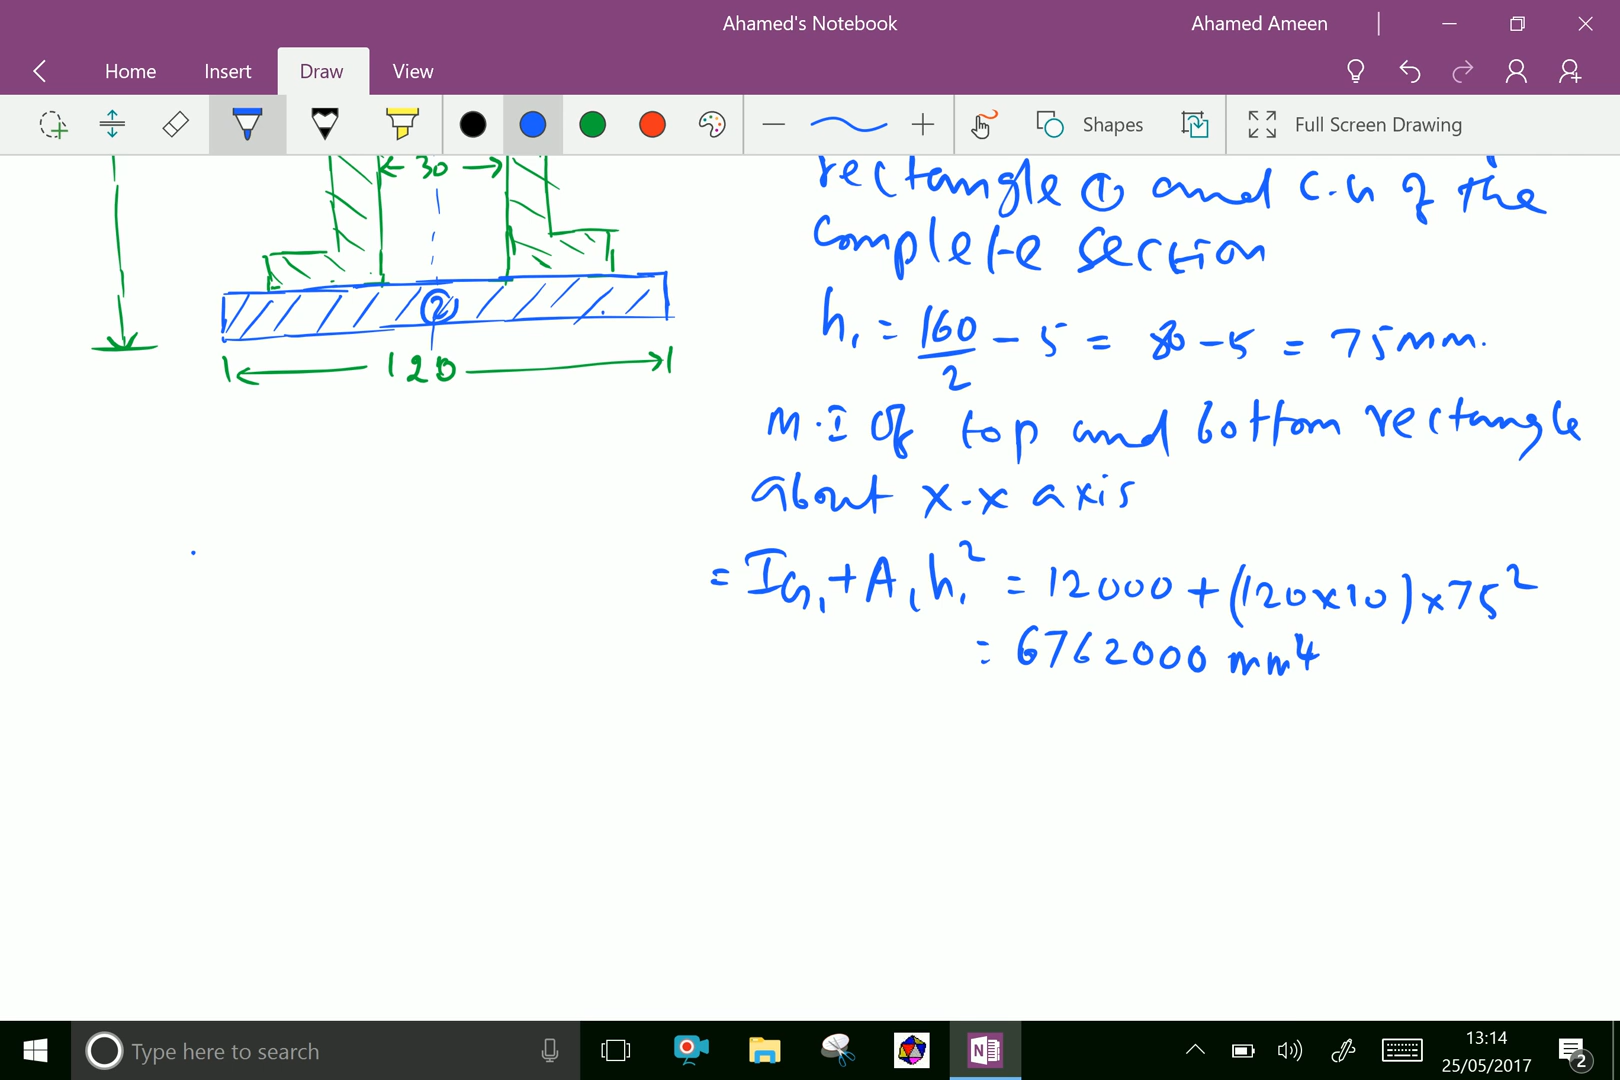 Ahamed's Notebook
Ahamed Ameen
Home Insert Draw View
Shapes
Full Screen Drawing
30
2
120
rectangle ① and C.G of the
complete section
h₁ = 160/2 - 5 = 80 - 5 = 75 mm.
M.I Of top and bottom rectangle
about x-x axis
= IG₁ + A₁h₁² = 12000 + (120x10) x 75²
= 6762000 mm⁴
Type here to search
N
13:14
25/05/2017
2